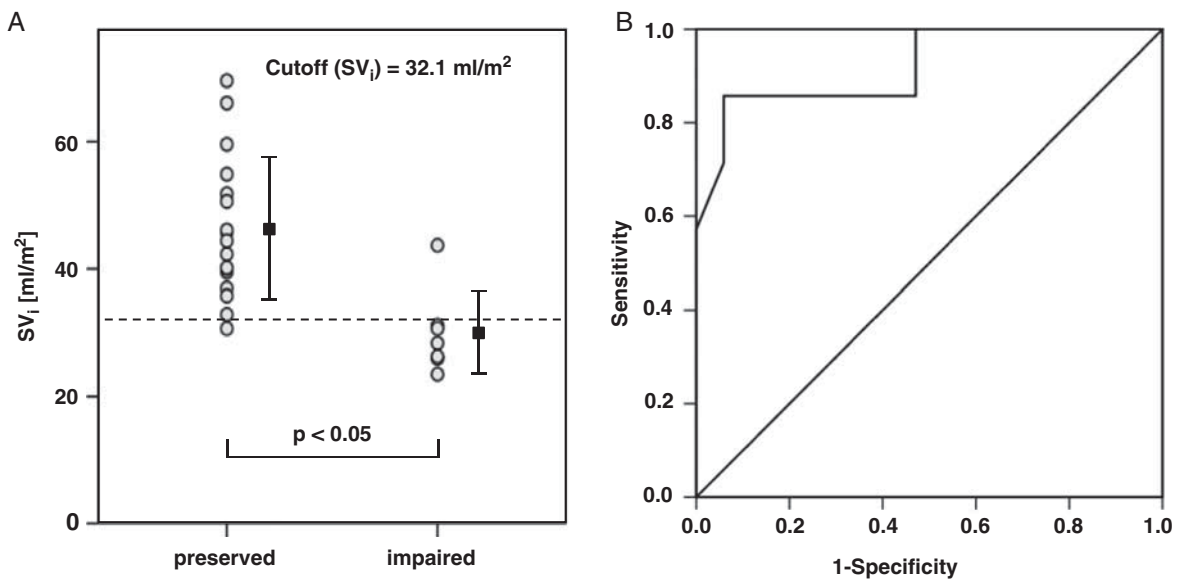 A
Cutoff (SVi) = 32.1 ml/m²
SVi [ml/m²]
60
40
20
0
p < 0.05
preserved impaired
B
Sensitivity
1.0
0.8
0.6
0.4
0.2
0.0
0.0 0.2 0.4 0.6 0.8 1.0
1-Specificity